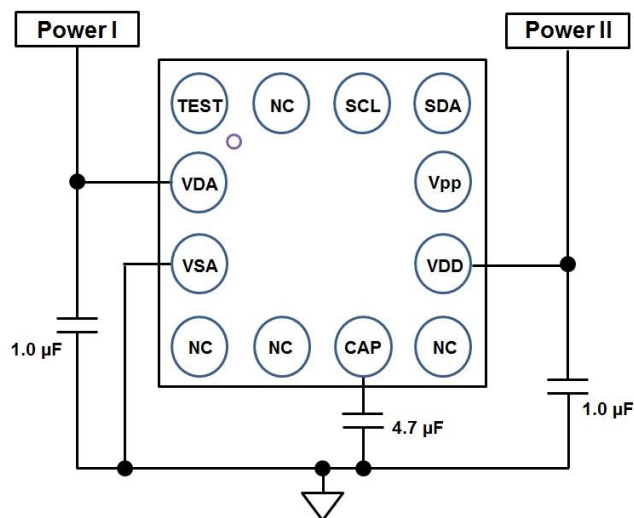 Power I
Power II
TEST NC SCL SDA
VDA Vpp
VSA VDD
NC NC CAP NC
1.0 µF
4.7 µF
1.0 µF